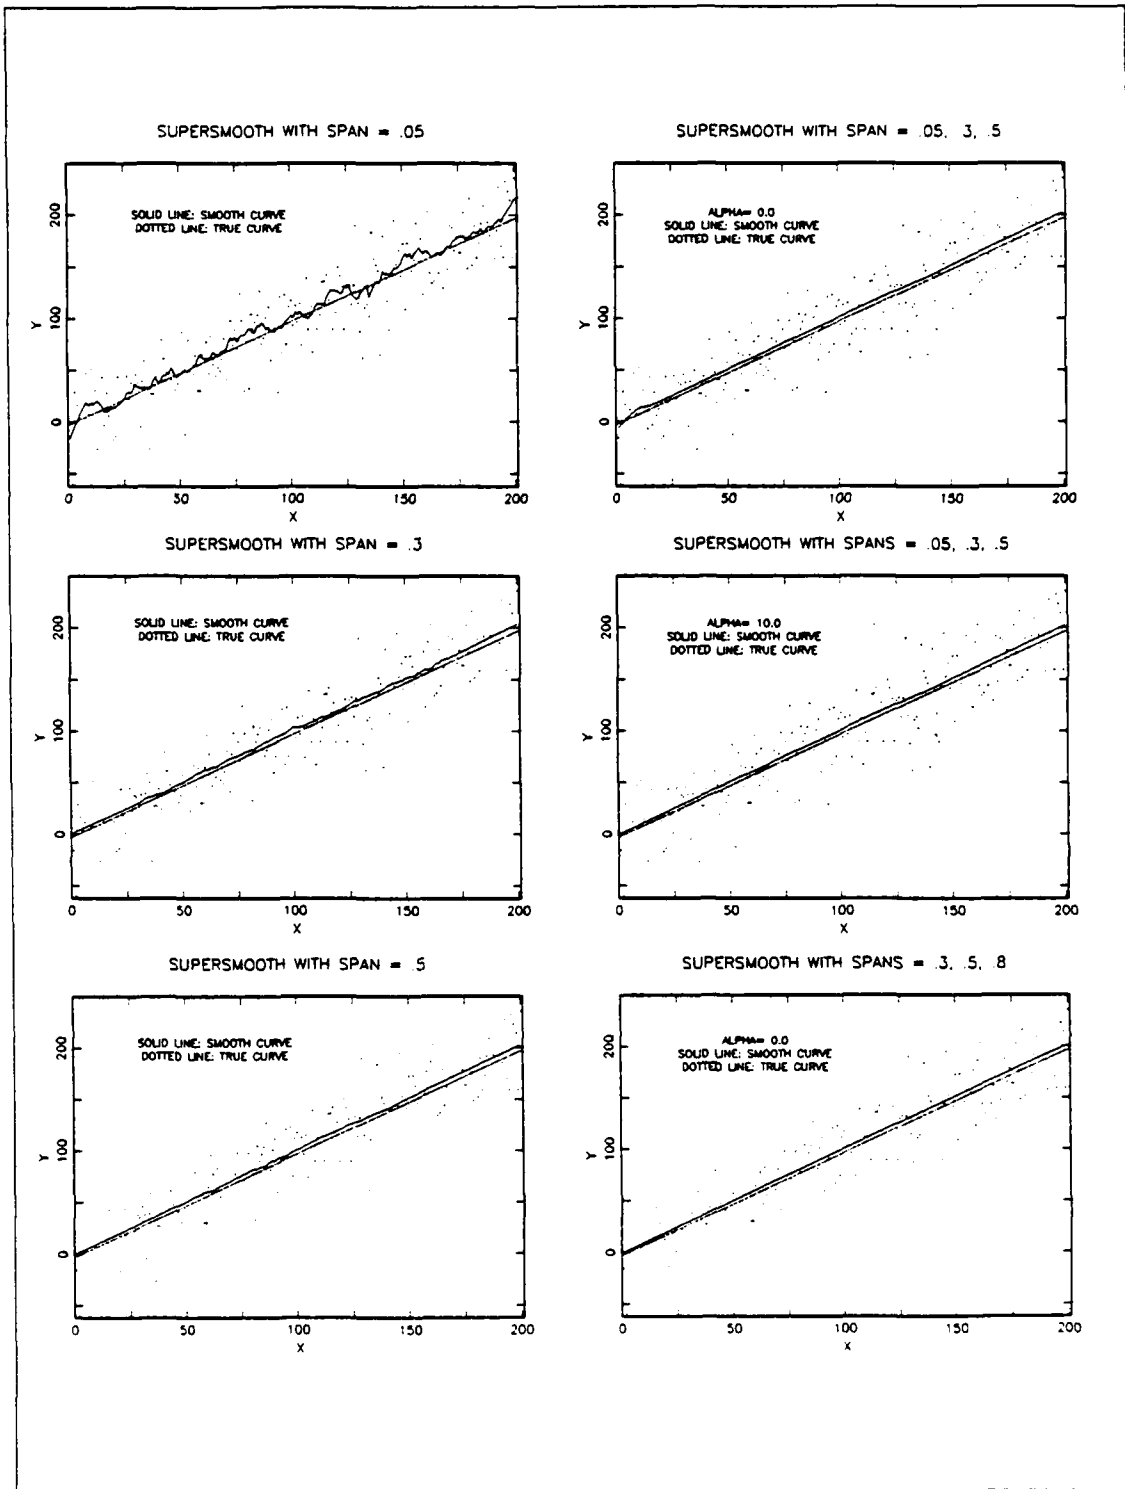 SUPERSMOOTH WITH SPAN = .05
SOLID LINE: SMOOTH CURVE
DOTTED LINE: TRUE CURVE
200
100
0
Y
0 50 100 150 200
X
SUPERSMOOTH WITH SPAN = .05, .3, .5
ALPHA= 0.0
SOLID LINE: SMOOTH CURVE
DOTTED LINE: TRUE CURVE
200
100
0
Y
0 50 100 150 200
X
SUPERSMOOTH WITH SPAN = .3
SOLID LINE: SMOOTH CURVE
DOTTED LINE: TRUE CURVE
200
100
0
Y
0 50 100 150 200
X
SUPERSMOOTH WITH SPANS = .05, .3, .5
ALPHA= 10.0
SOLID LINE: SMOOTH CURVE
DOTTED LINE: TRUE CURVE
200
100
0
Y
0 50 100 150 200
X
SUPERSMOOTH WITH SPAN = .5
SOLID LINE: SMOOTH CURVE
DOTTED LINE: TRUE CURVE
200
100
0
Y
0 50 100 150 200
X
SUPERSMOOTH WITH SPANS = .3, .5, .8
ALPHA= 0.0
SOLID LINE: SMOOTH CURVE
DOTTED LINE: TRUE CURVE
200
100
0
Y
0 50 100 150 200
X